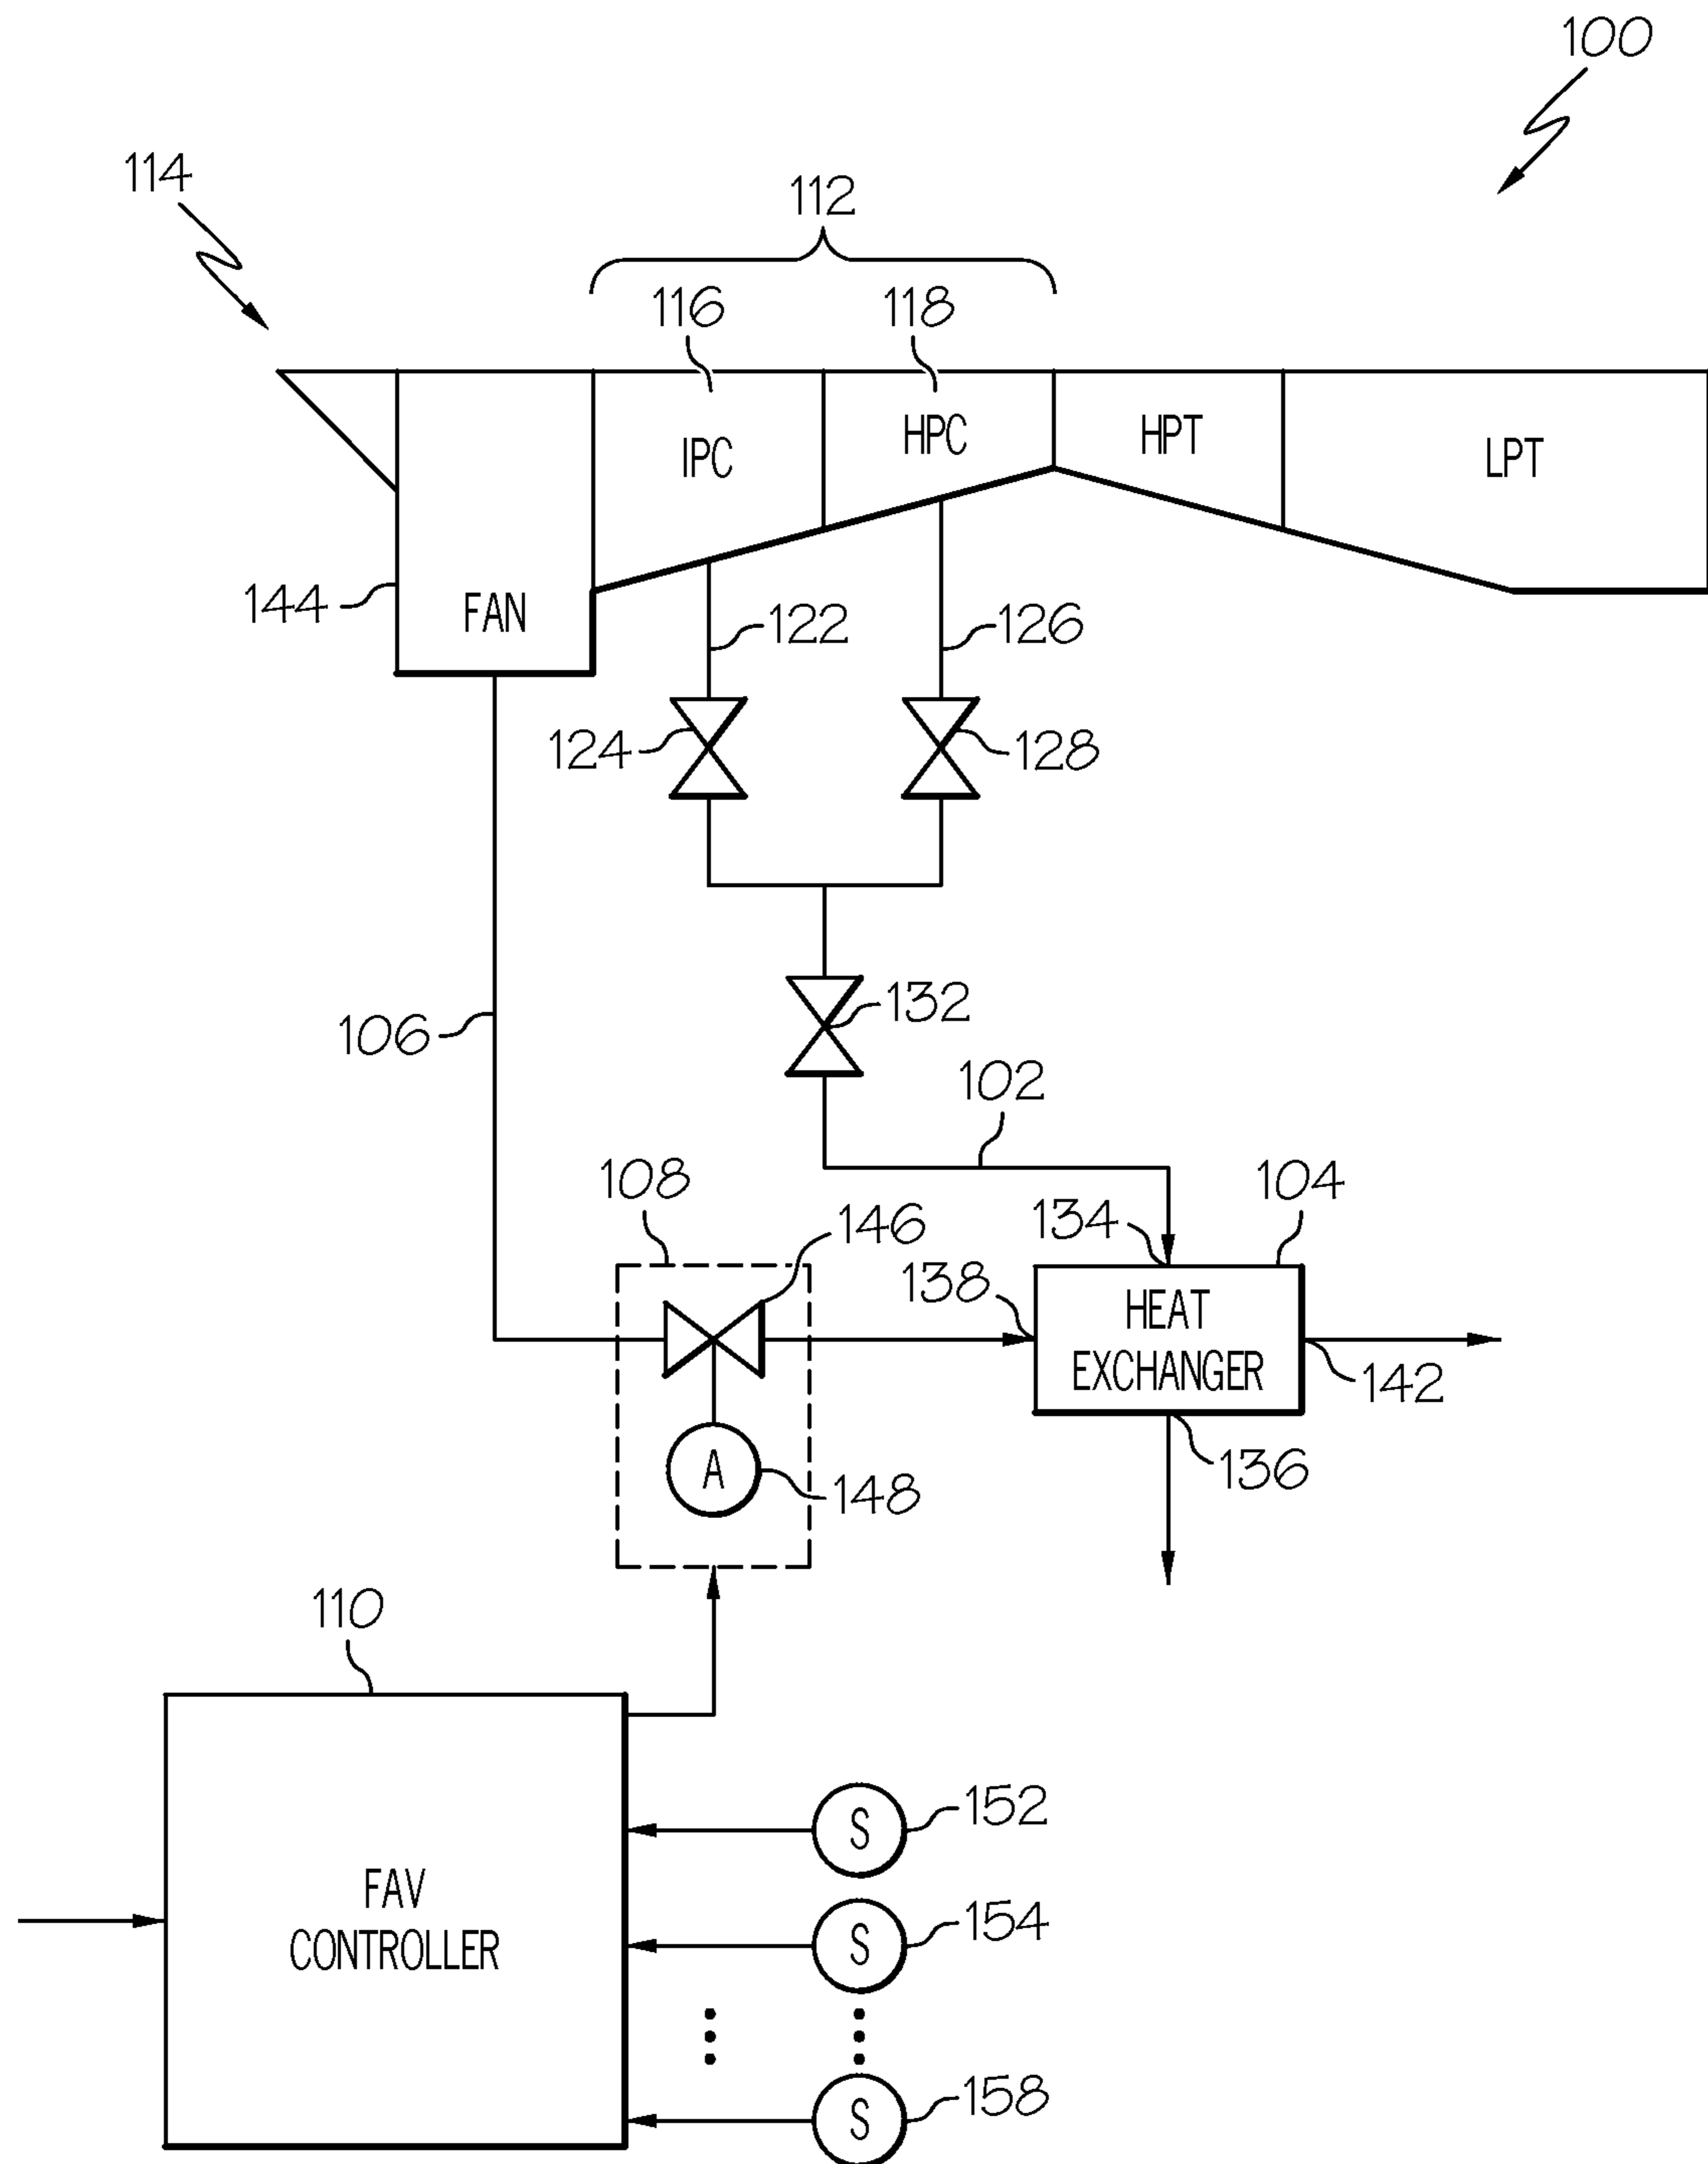 100
114
112
116
118
IPC
HPC
HPT
LPT
144
FAN
122
126
124
128
132
106
102
108
146
134
104
138
HEAT
EXCHANGER
142
136
A
148
110
152
S
FAV
CONTROLLER
154
S
158
S